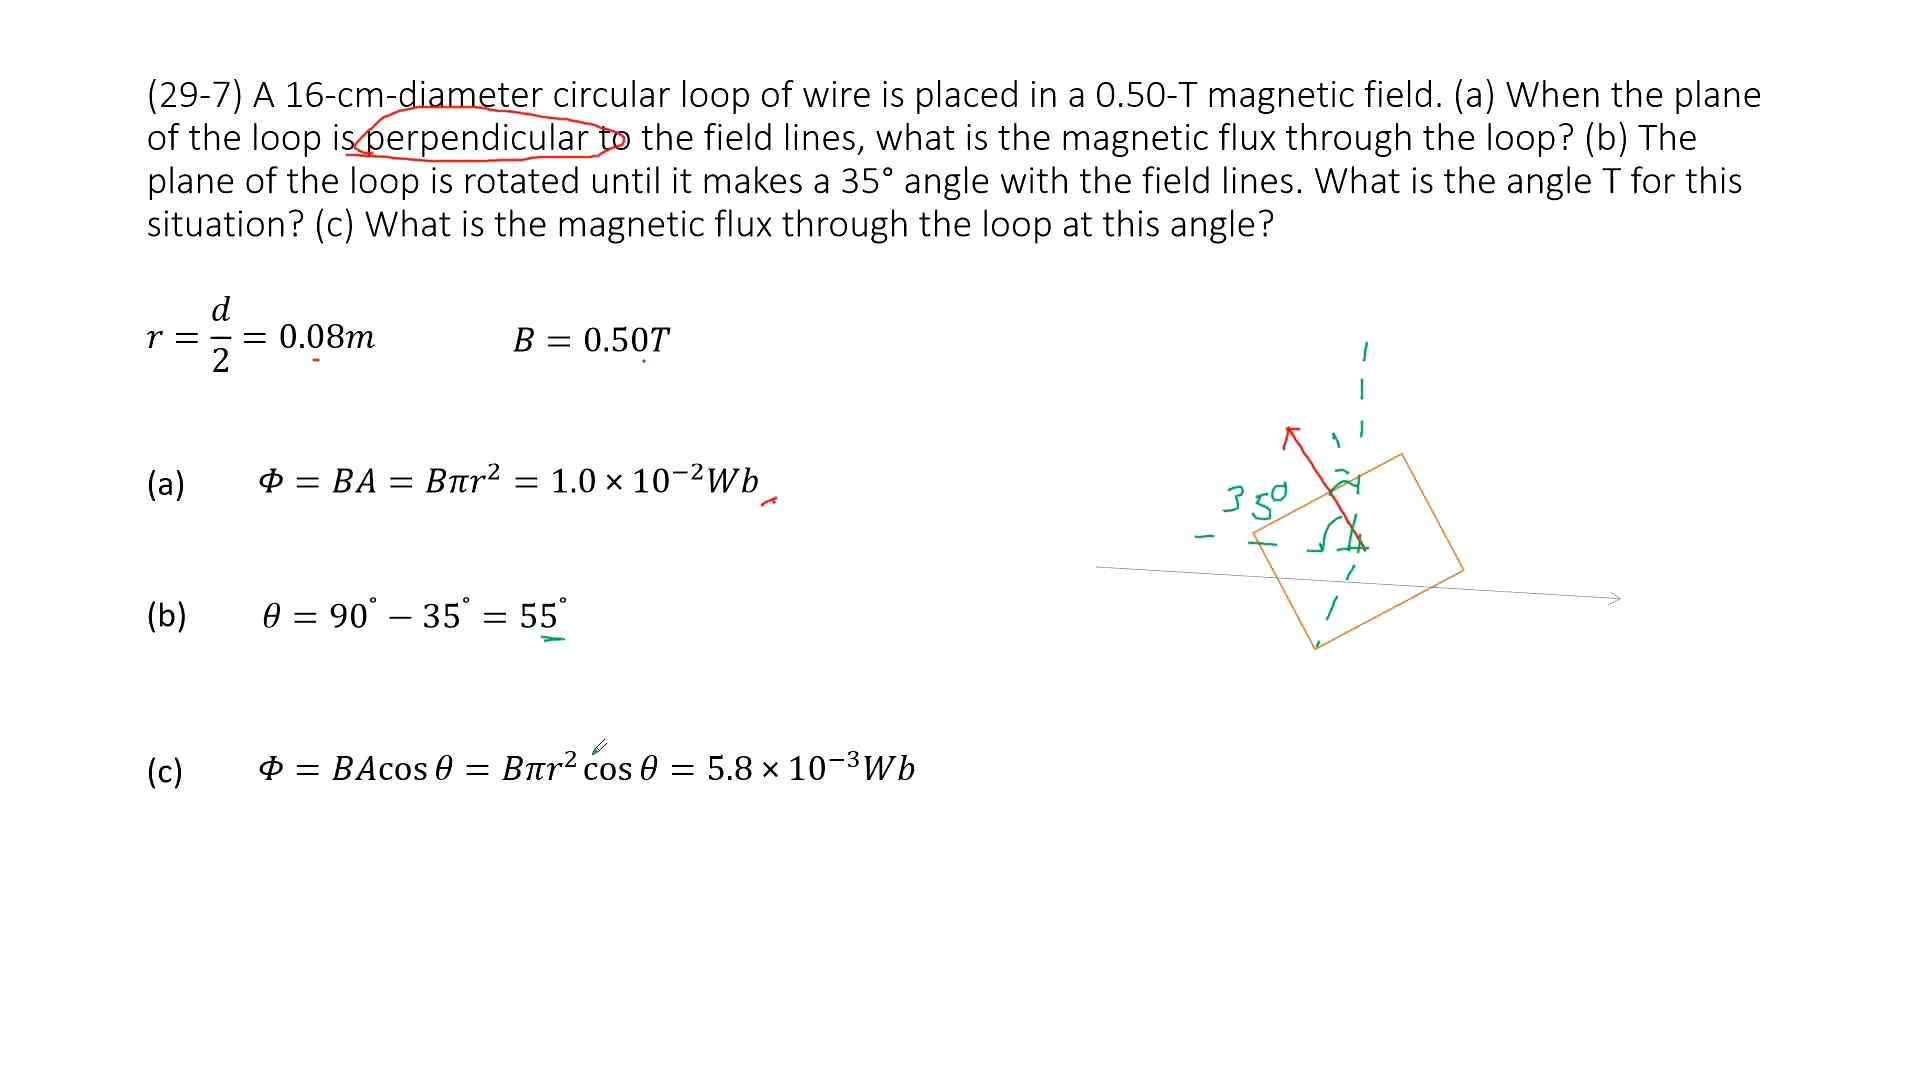 (29-7) A 16-cm-diameter circular loop of wire is placed in a 0.50-T magnetic field. (a) When the plane
of the loop is perpendicular to the field lines, what is the magnetic flux through the loop? (b) The
plane of the loop is rotated until it makes a 35° angle with the field lines. What is the angle T for this
situation? (c) What is the magnetic flux through the loop at this angle?
r = d/2 = 0.08m B = 0.50T
(a) Φ = BA = Bπr² = 1.0 × 10⁻²Wb
35°
(b) θ = 90° − 35° = 55°
(c) Φ = BAcos θ = Bπr² cos θ = 5.8 × 10⁻³Wb